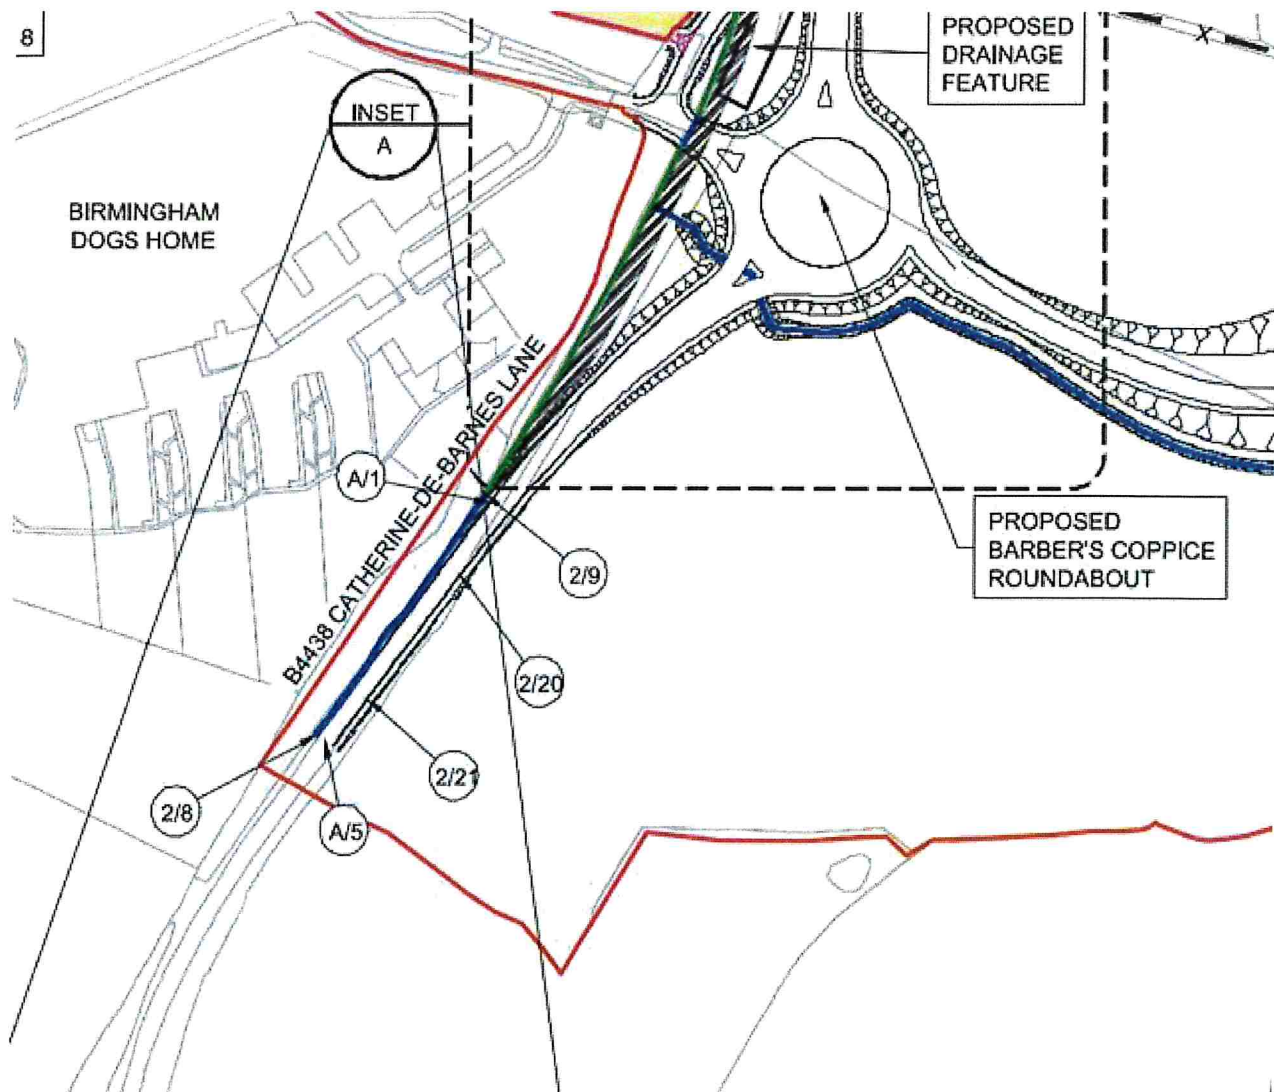 8
PROPOSED
DRAINAGE
FEATURE
X
INSET
A
BIRMINGHAM
DOGS HOME
B4438 CATHERINE-DE-BARNES LANE
A/1
2/9
PROPOSED
BARBER'S COPPICE
ROUNDABOUT
2/20
2/21
2/8
A/5